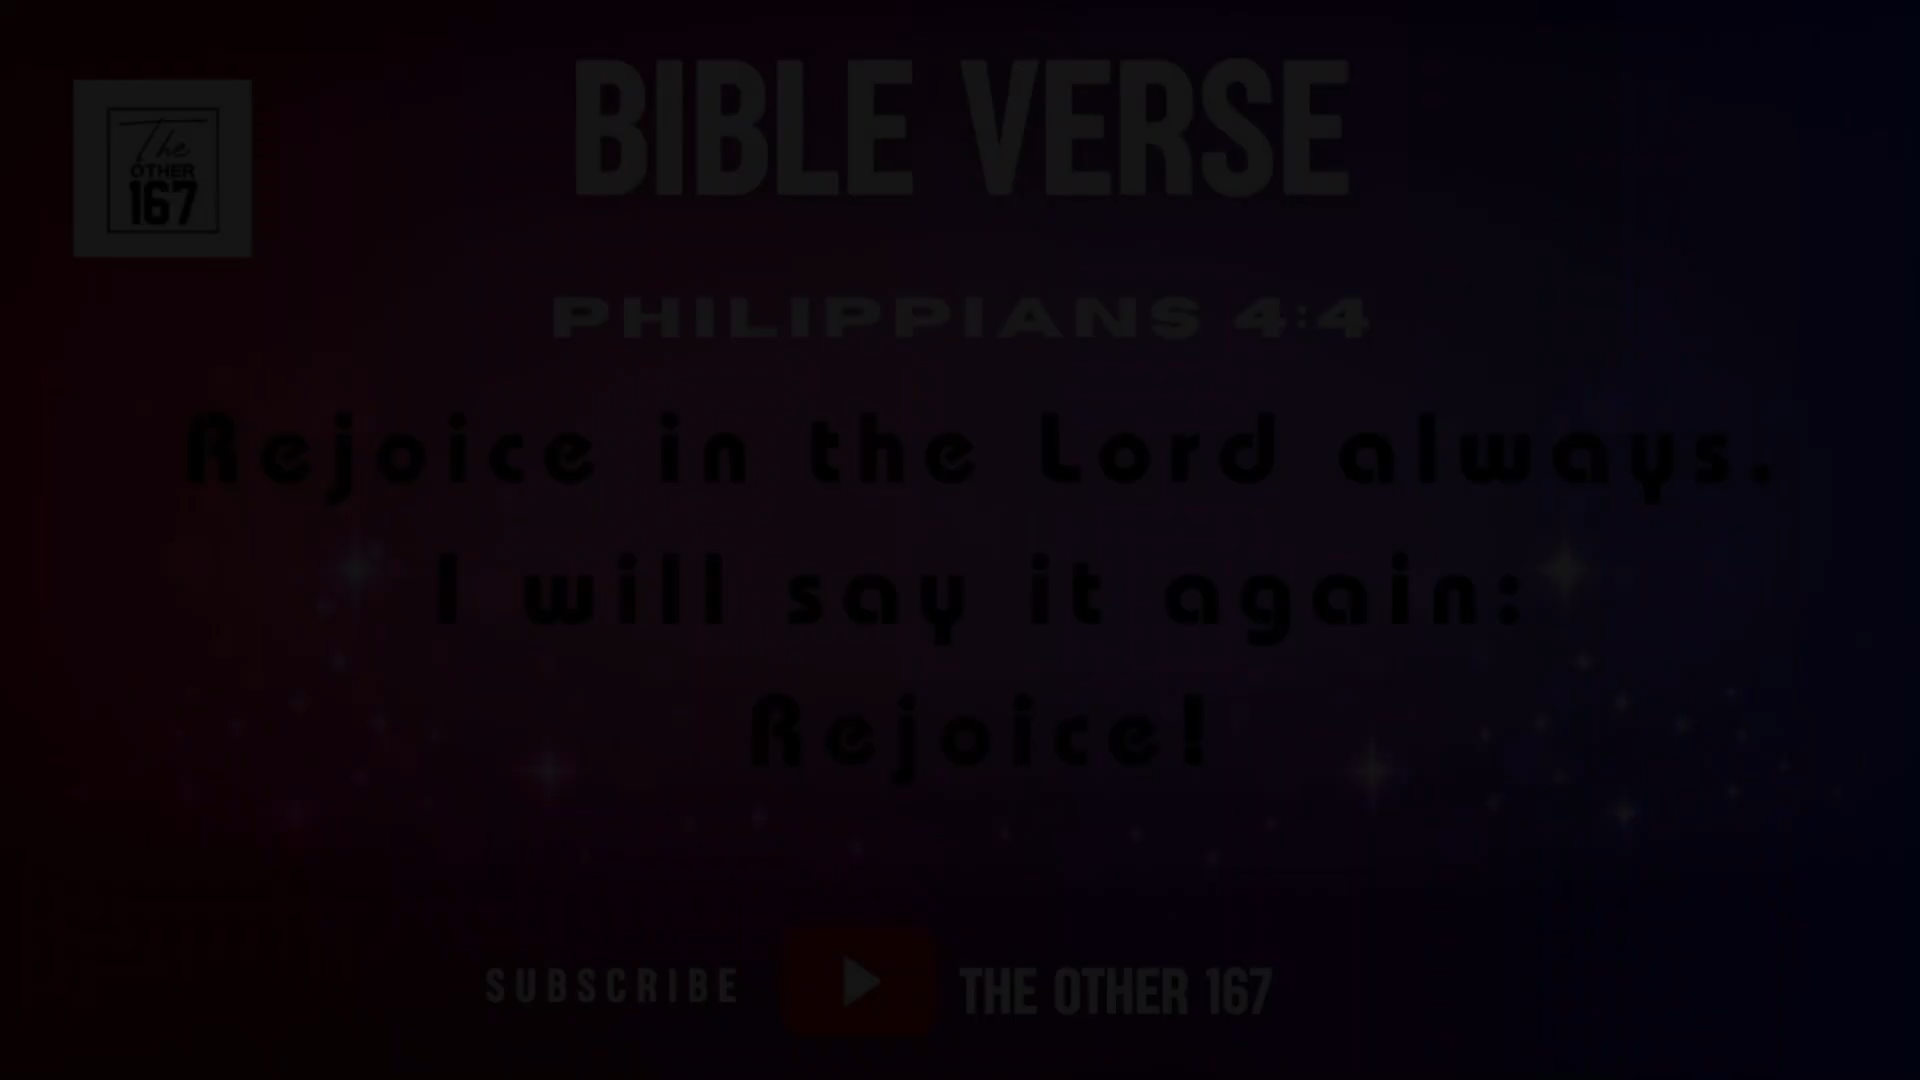 BIBLE VERSE
The
OTHER
167
PHILIPPIANS 4:4
Rejoice in the Lord always.
I will say it again:
Rejoice!
SUBSCRIBE THE OTHER 167